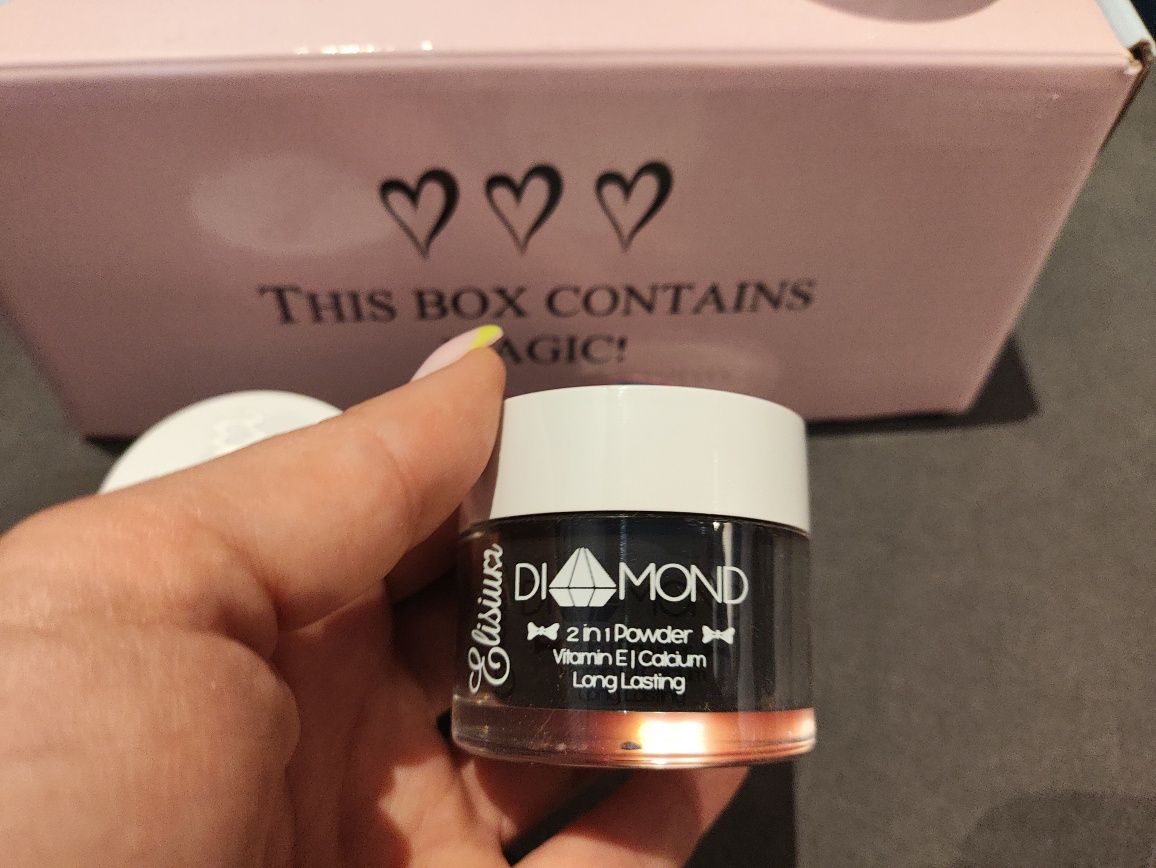 THIS BOX CONTAINS
AGIC!
Elisium
DIAMOND
2 in 1 Powder
Vitamin E | Calcium
Long Lasting